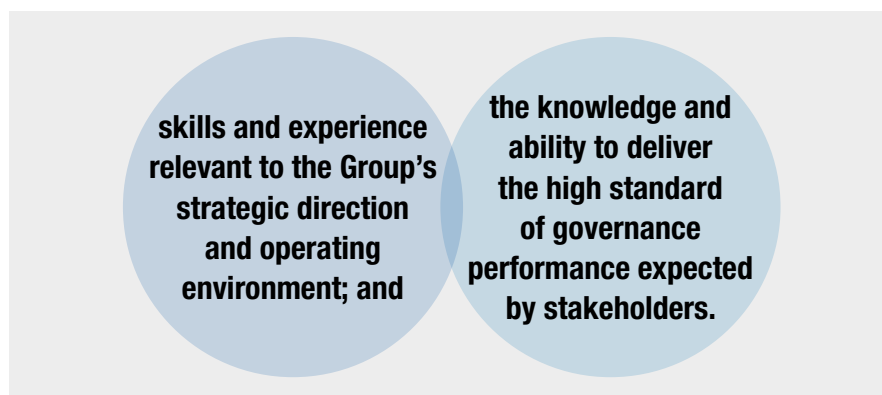 skills and experience
relevant to the Group’s
strategic direction
and operating
environment; and
the knowledge and
ability to deliver
the high standard
of governance
performance expected
by stakeholders.